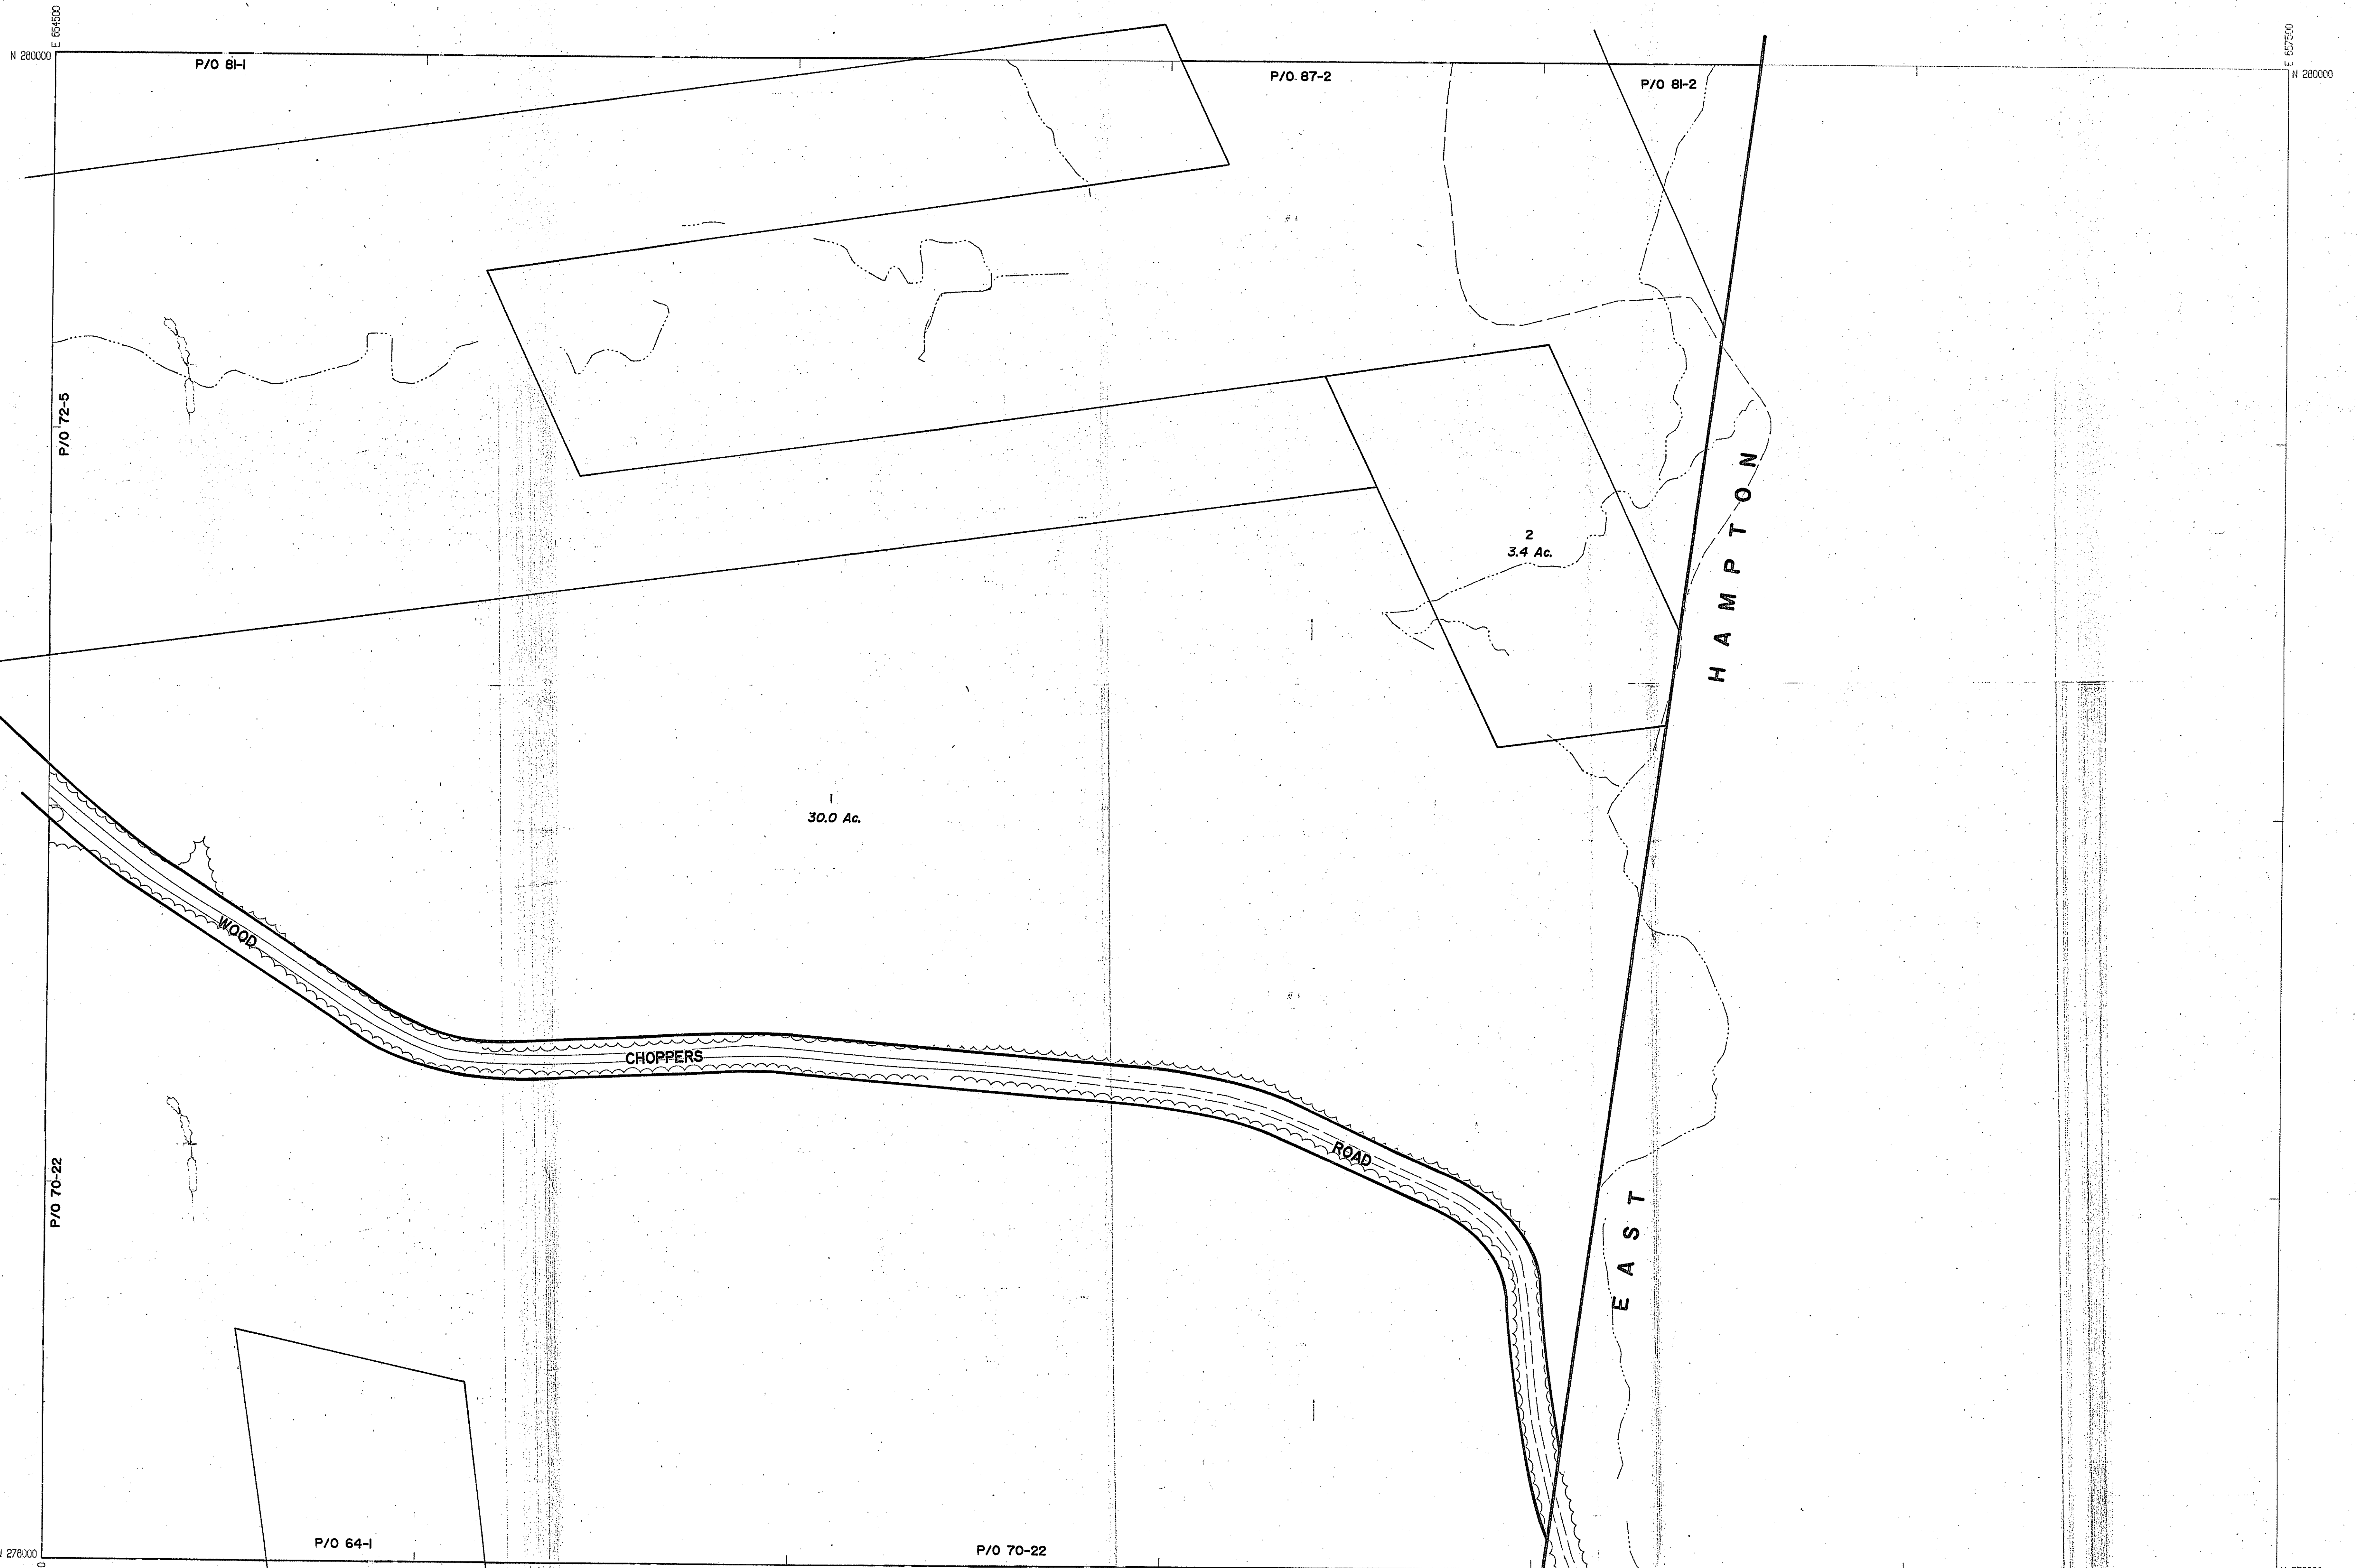 E 654500
E 657500
N 280000
P/O 81-1
P/O 87-2
P/O 81-2
N 280000
P/O 72-5
HAMPTON
2
3.4 Ac.
1
30.0 Ac.
WOOD
CHOPPERS
ROAD
P/O 70-22
EAST
P/O 64-1
P/O 70-22
N 278000